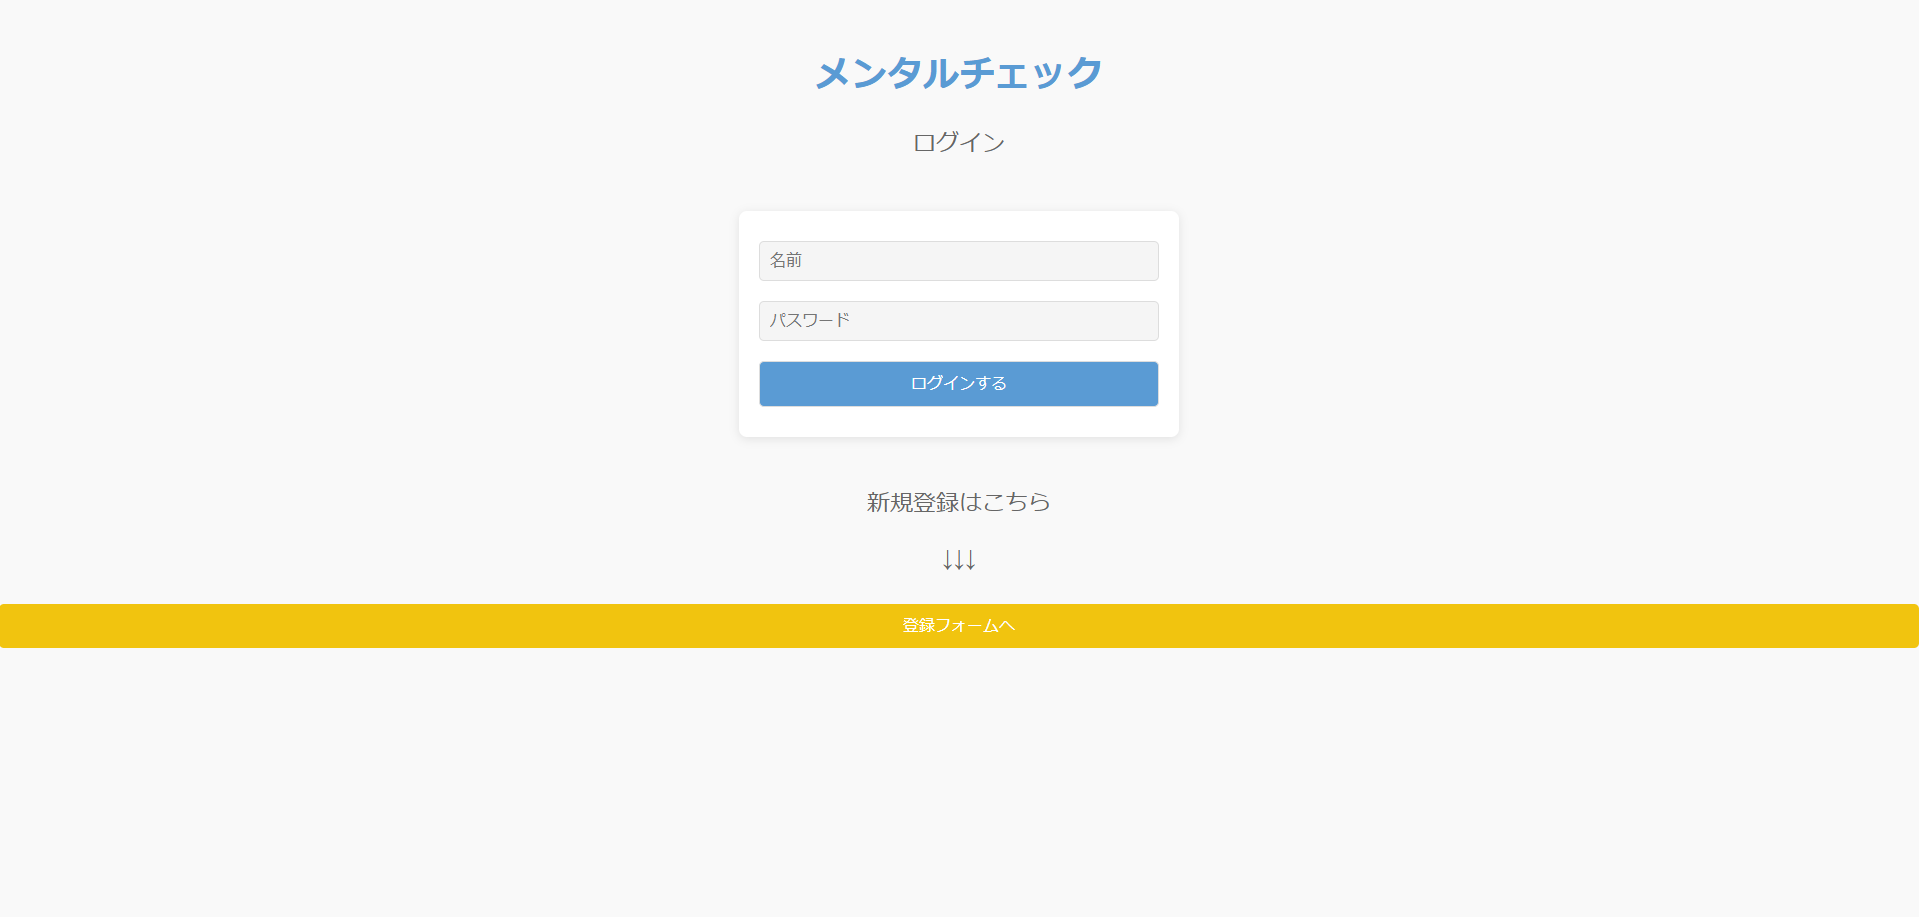 メンタルチェック
ログイン
名前
パスワード
ログインする
新規登録はこちら
↓↓↓
登録フォームへ